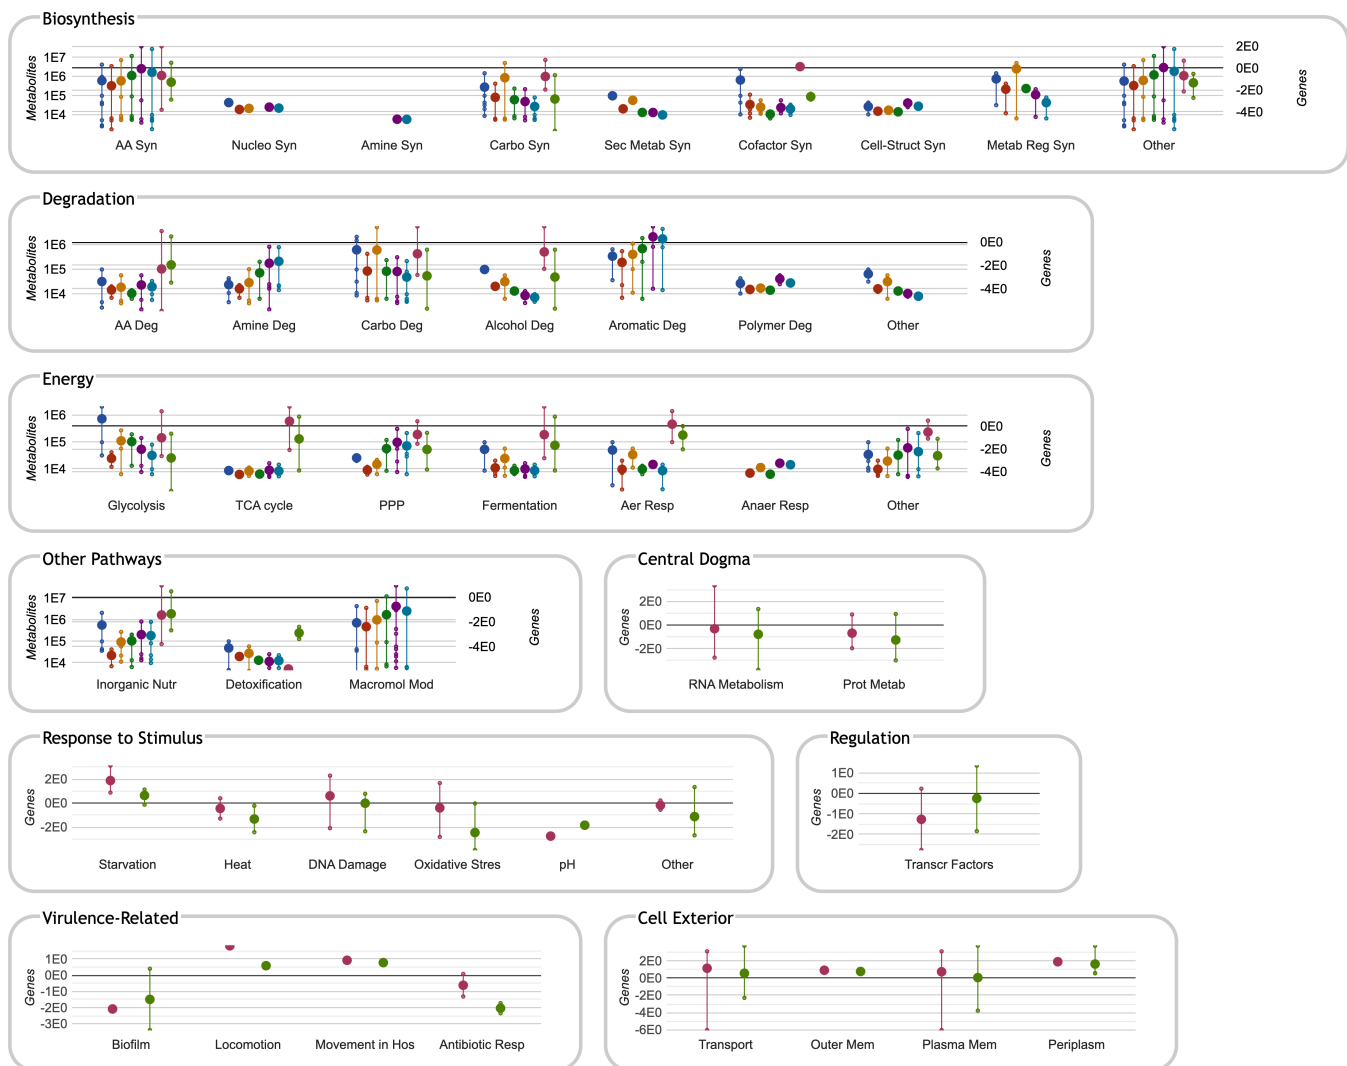 Biosynthesis
Metabolites
1E7
1E6
1E5
1E4
2E0
0E0
-2E0
-4E0
Genes
AA Syn
Nucleo Syn
Amine Syn
Carbo Syn
Sec Metab Syn
Cofactor Syn
Cell-Struct Syn
Metab Reg Syn
Other
Degradation
Metabolites
1E6
1E5
1E4
0E0
-2E0
-4E0
Genes
AA Deg
Amine Deg
Carbo Deg
Alcohol Deg
Aromatic Deg
Polymer Deg
Other
Energy
Metabolites
1E6
1E5
1E4
0E0
-2E0
-4E0
Genes
Glycolysis
TCA cycle
PPP
Fermentation
Aer Resp
Anaer Resp
Other
Other Pathways
Metabolites
1E7
1E6
1E5
1E4
0E0
-2E0
-4E0
Genes
Inorganic Nutr
Detoxification
Macromol Mod
Central Dogma
Genes
2E0
0E0
-2E0
RNA Metabolism
Prot Metab
Response to Stimulus
Genes
2E0
0E0
-2E0
Starvation
Heat
DNA Damage
Oxidative Stres
pH
Other
Regulation
Genes
1E0
0E0
-1E0
-2E0
Transcr Factors
Virulence-Related
Genes
1E0
0E0
-1E0
-2E0
-3E0
Biofilm
Locomotion
Movement in Hos
Antibiotic Resp
Cell Exterior
Genes
2E0
0E0
-2E0
-4E0
-6E0
Transport
Outer Mem
Plasma Mem
Periplasm